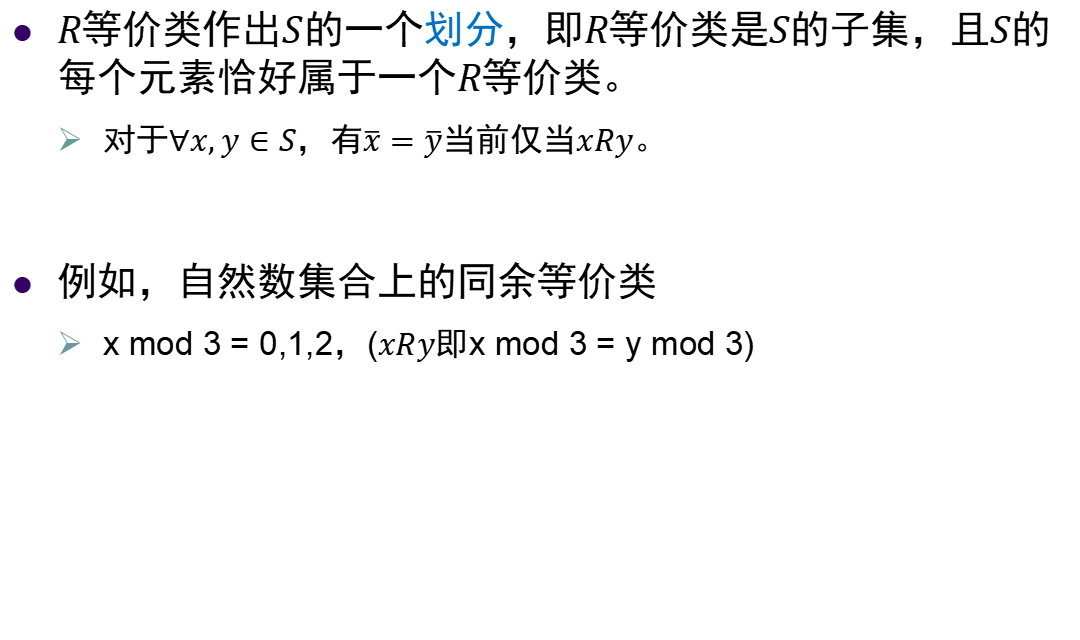 R等价类作出S的一个划分，即R等价类是S的子集，且S的
每个元素恰好属于一个R等价类。
对于∀x, y ∈ S，有x̄ = ȳ当前仅当xRy。
例如，自然数集合上的同余等价类
x mod 3 = 0,1,2，(xRy即x mod 3 = y mod 3)